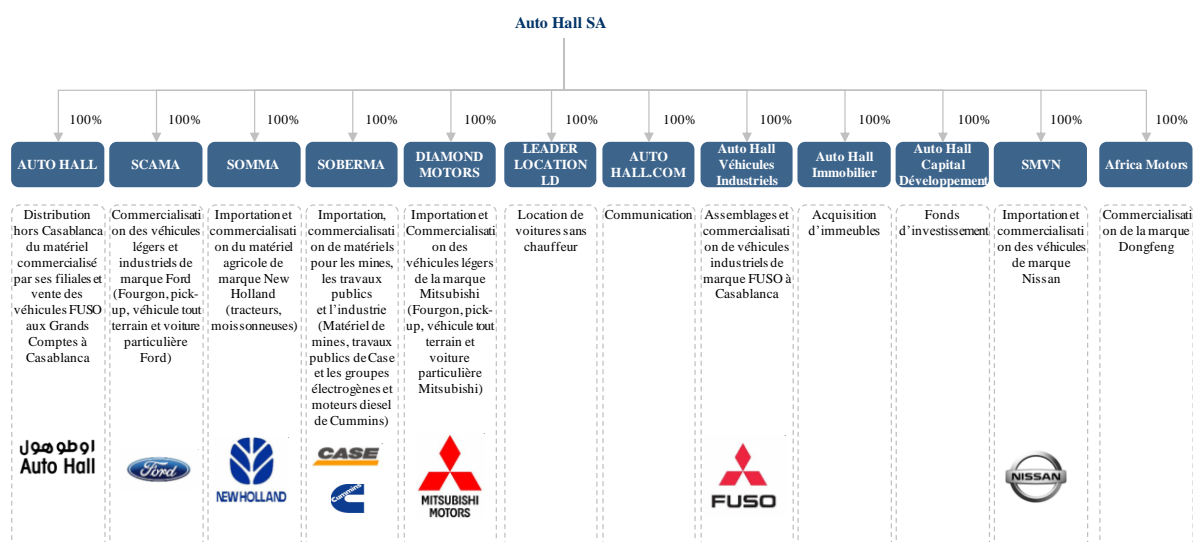 Auto Hall SA
100%
100%
100%
100%
100%
100%
100%
100%
100%
100%
100%
100%
AUTO HALL
SCAMA
SOMMA
SOBERMA
DIAMOND
MOTORS
LEADER
LOCATION
LD
AUTO
HALL.COM
Auto Hall
Véhicules
Industriels
Auto Hall
Immobilier
Auto Hall
Capital
Développement
SMVN
Africa Motors
Distribution
hors Casablanca
du matériel
commercialisé
par ses filiales et
vente des
véhicules FUSO
aux Grands
Comptes à
Casablanca
Commercialisati
on des véhicules
légers et
industriels de
marque Ford
(Fourgon, pick-
up, véhicule tout
terrain et voiture
particulière
Ford)
Importation et
commercialisati
on du matériel
agricole de
marque New
Holland
(tracteurs,
moissonneuses)
Importation,
commercialisati
on de matériels
pour les mines,
les travaux
publics
et l’industrie
(Matériel de
mines, travaux
publics de Case
et les groupes
électrogènes et
moteurs diesel
de Cummins)
Importation et
Commercialisati
on des
véhicules légers
de la marque
Mitsubishi
(Fourgon, pick-
up, véhicule tout
terrain et
voiture
particulière
Mitsubishi)
Location de
voitures sans
chauffeur
Communication
Assemblages et
commercialisati
on de véhicules
industriels de
marque FUSO à
Casablanca
Acquisition
d’immeubles
Fonds
d’investissement
Importation et
commercialisati
on des véhicules
de marque
Nissan
Commercialisati
on de la marque
Dongfeng
اوطوهول
Auto Hall
Ford
NEW HOLLAND
CASE
Cummins
MITSUBISHI
MOTORS
FUSO
NISSAN